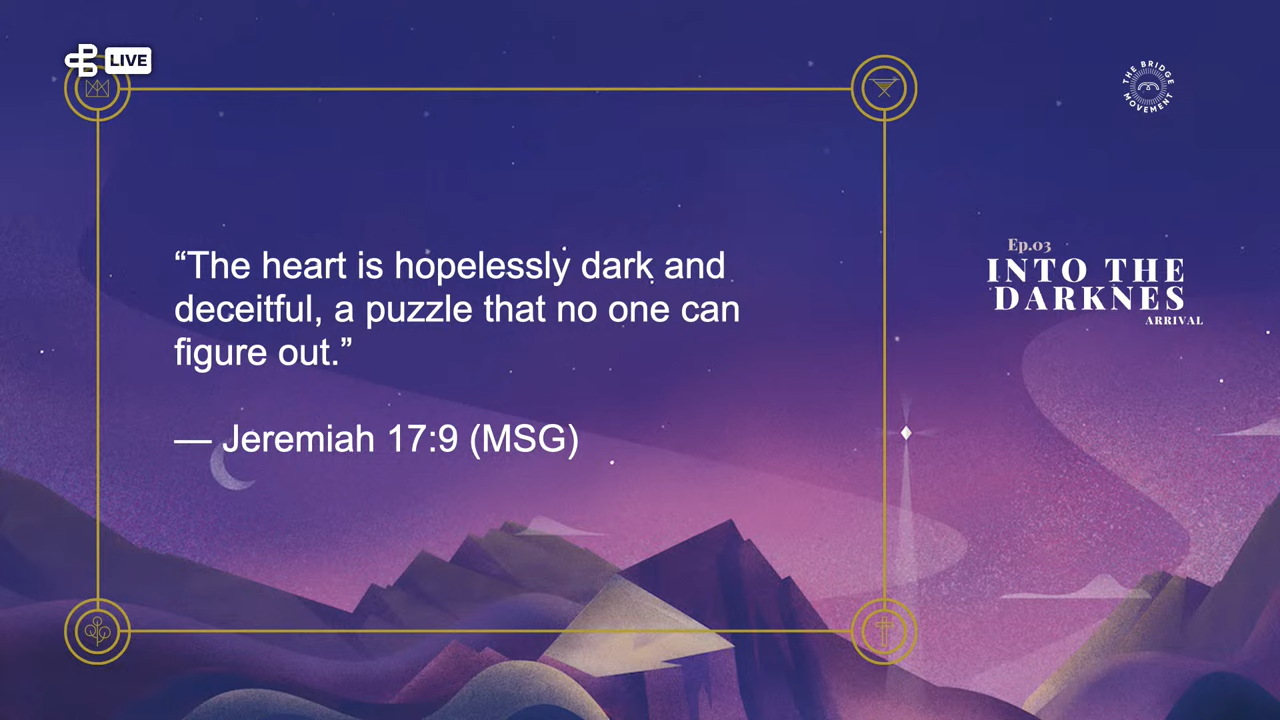 LIVE
THE BRIDGE MOVEMENT
Ep.03
INTO THE
DARKNES
ARRIVAL
“The heart is hopelessly dark and
deceitful, a puzzle that no one can
figure out.”
— Jeremiah 17:9 (MSG)